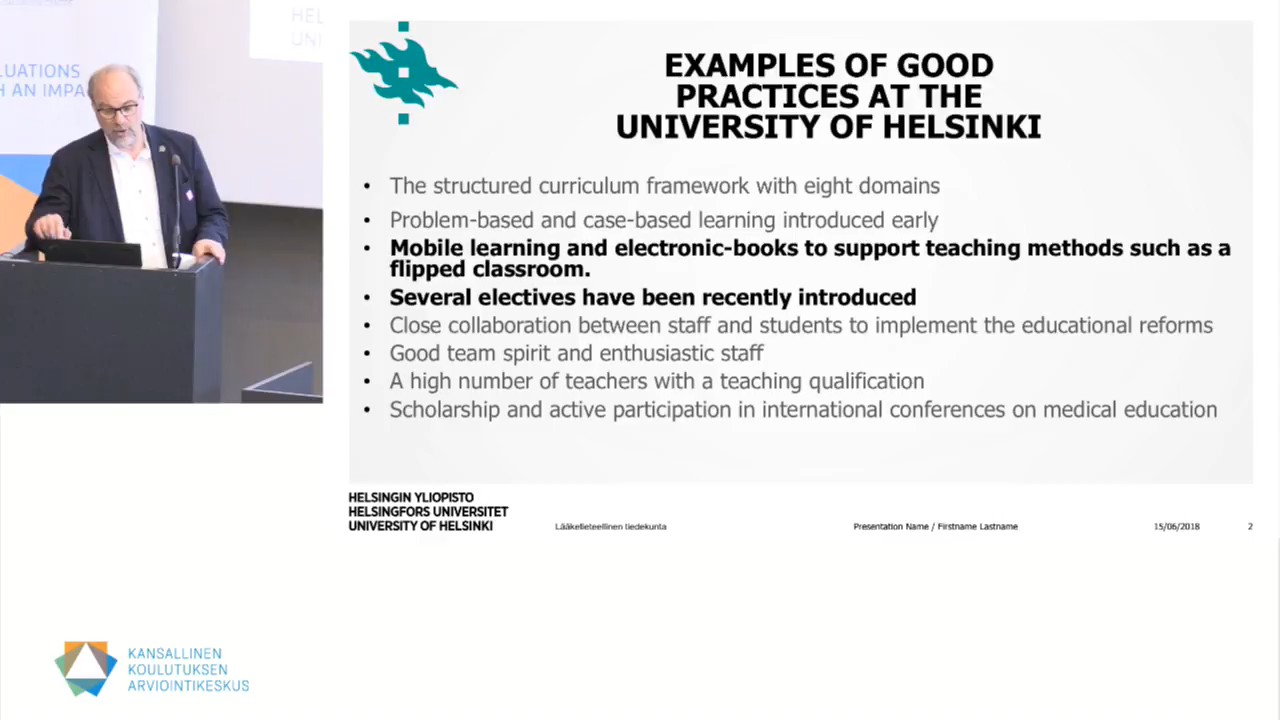 HEL
UNI
EXAMPLES OF GOOD
PRACTICES AT THE
UNIVERSITY OF HELSINKI
• The structured curriculum framework with eight domains
• Problem-based and case-based learning introduced early
• Mobile learning and electronic-books to support teaching methods such as a
flipped classroom.
• Several electives have been recently introduced
• Close collaboration between staff and students to implement the educational reforms
• Good team spirit and enthusiastic staff
• A high number of teachers with a teaching qualification
• Scholarship and active participation in international conferences on medical education
HELSINGIN YLIOPISTO
HELSINGFORS UNIVERSITET
UNIVERSITY OF HELSINKI
Lääketieteellinen tiedekunta
Presentation Name / Firstname Lastname
15/06/2018
2
LUATIONS
H AN IMPA
KANSALLINEN
KOULUTUKSEN
ARVIOINTIKESKUS